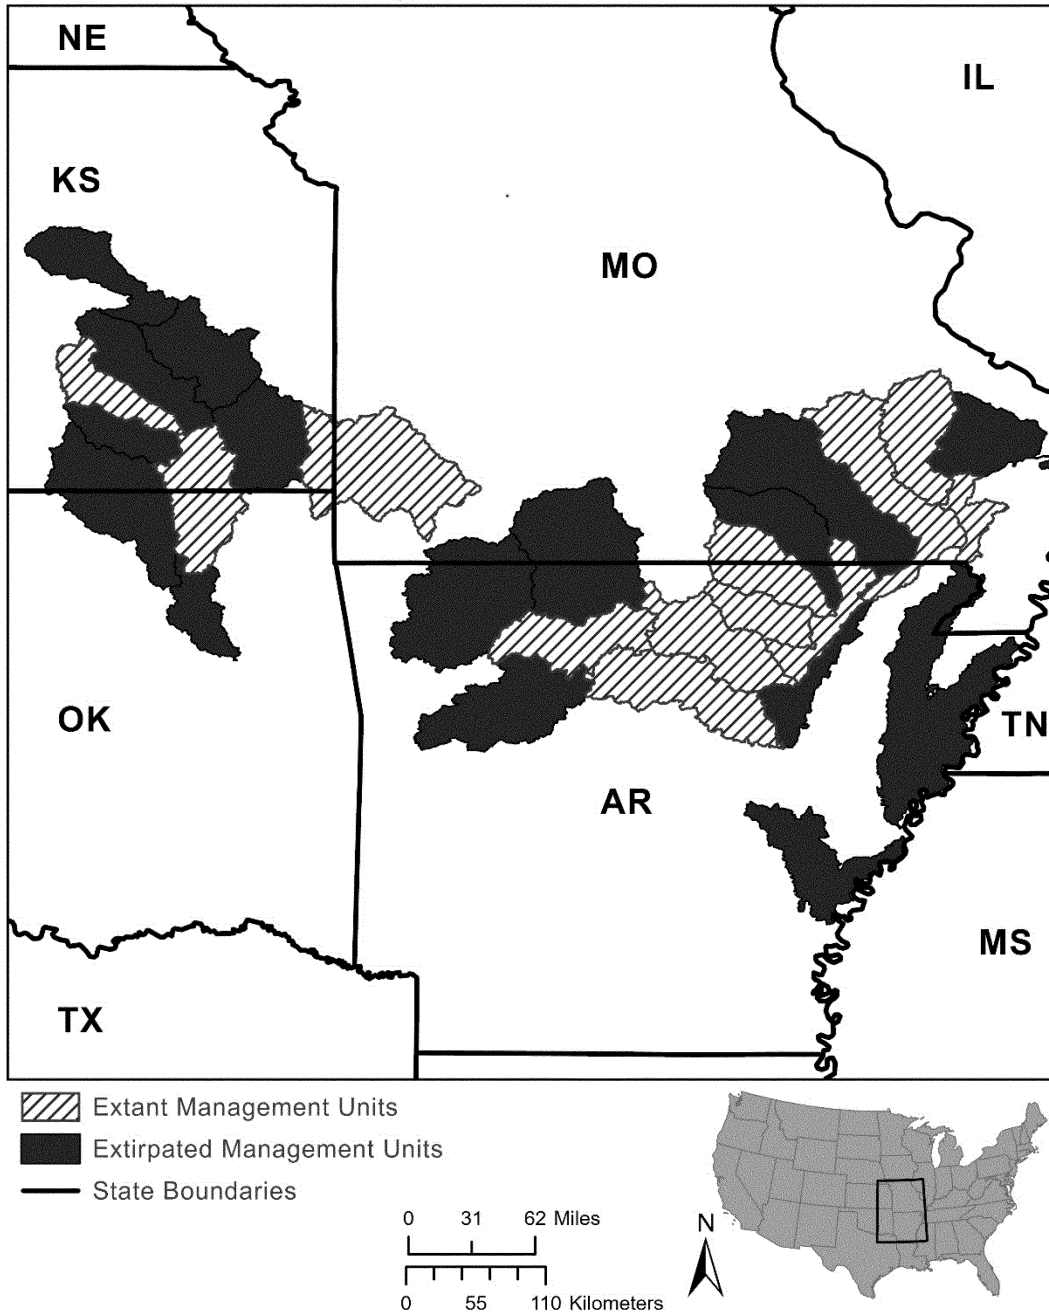 NE
IL
KS
MO
OK
TN
AR
MS
TX
Extant Management Units
Extirpated Management Units
State Boundaries
0 31 62 Miles
0 55 110 Kilometers
N